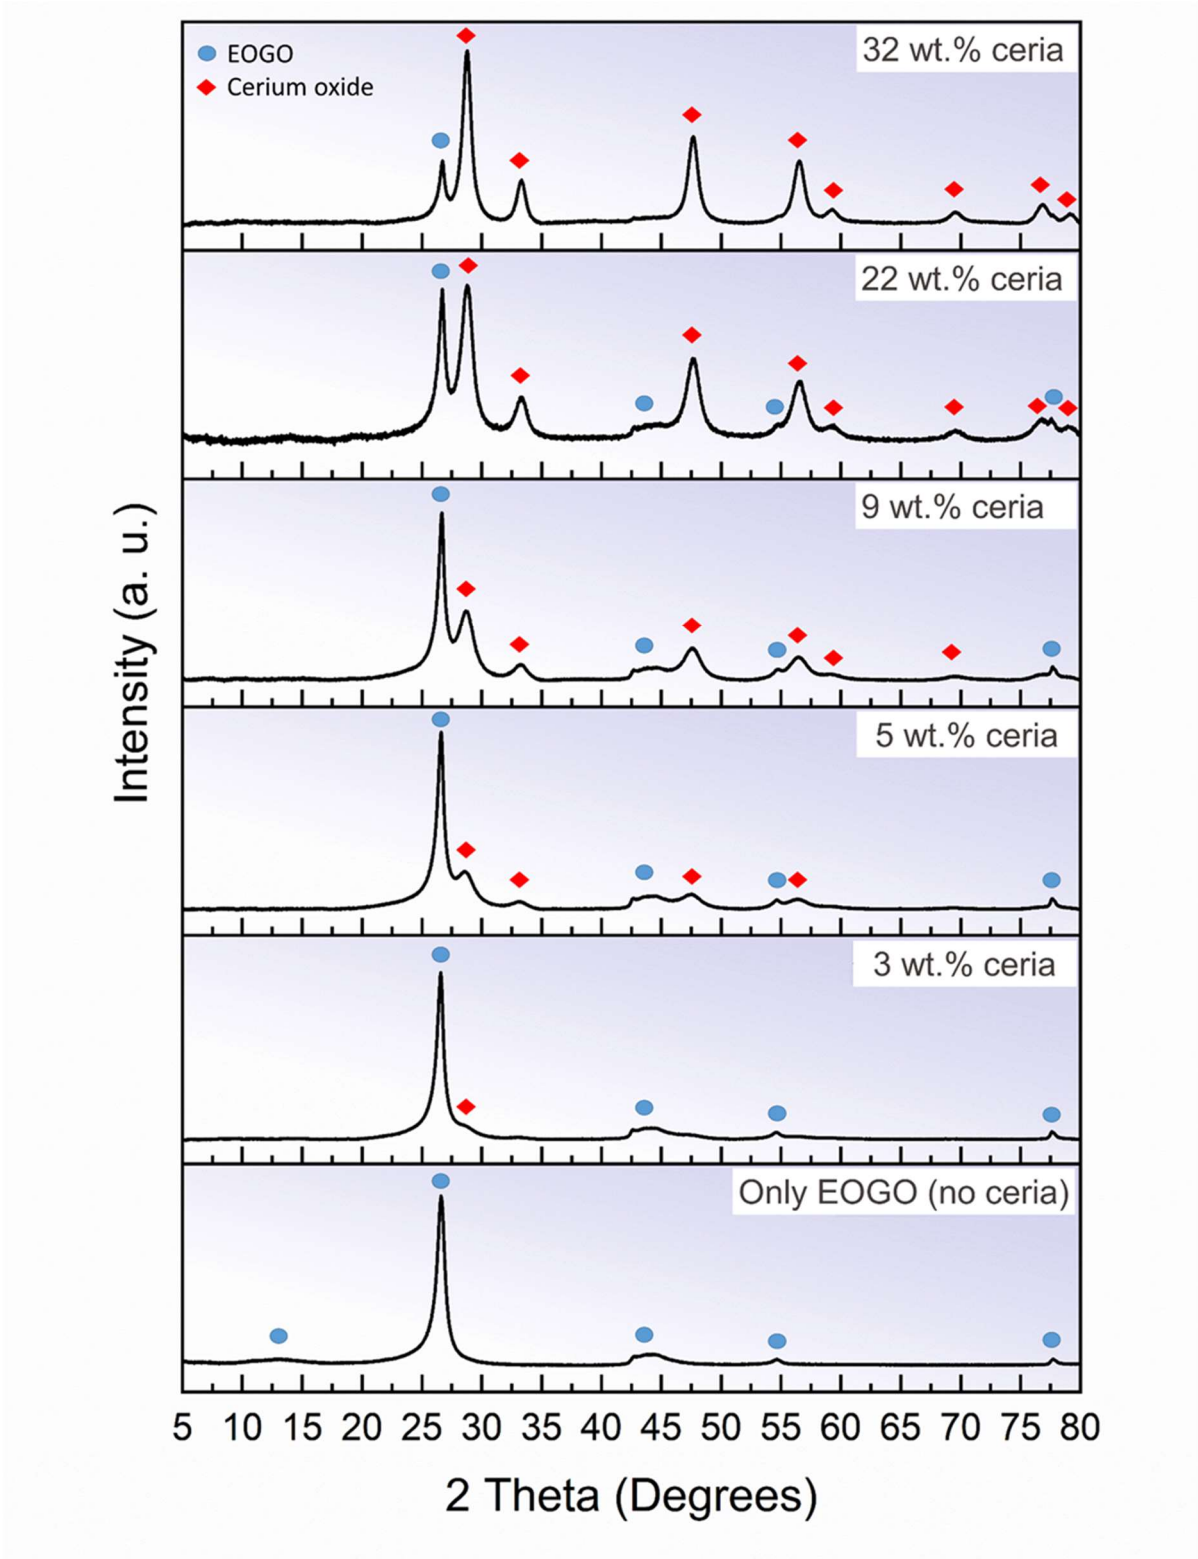 EOGO
Cerium oxide
32 wt.% ceria
22 wt.% ceria
9 wt.% ceria
5 wt.% ceria
3 wt.% ceria
Only EOGO (no ceria)
Intensity (a. u.)
5 10 15 20 25 30 35 40 45 50 55 60 65 70 75 80
2 Theta (Degrees)